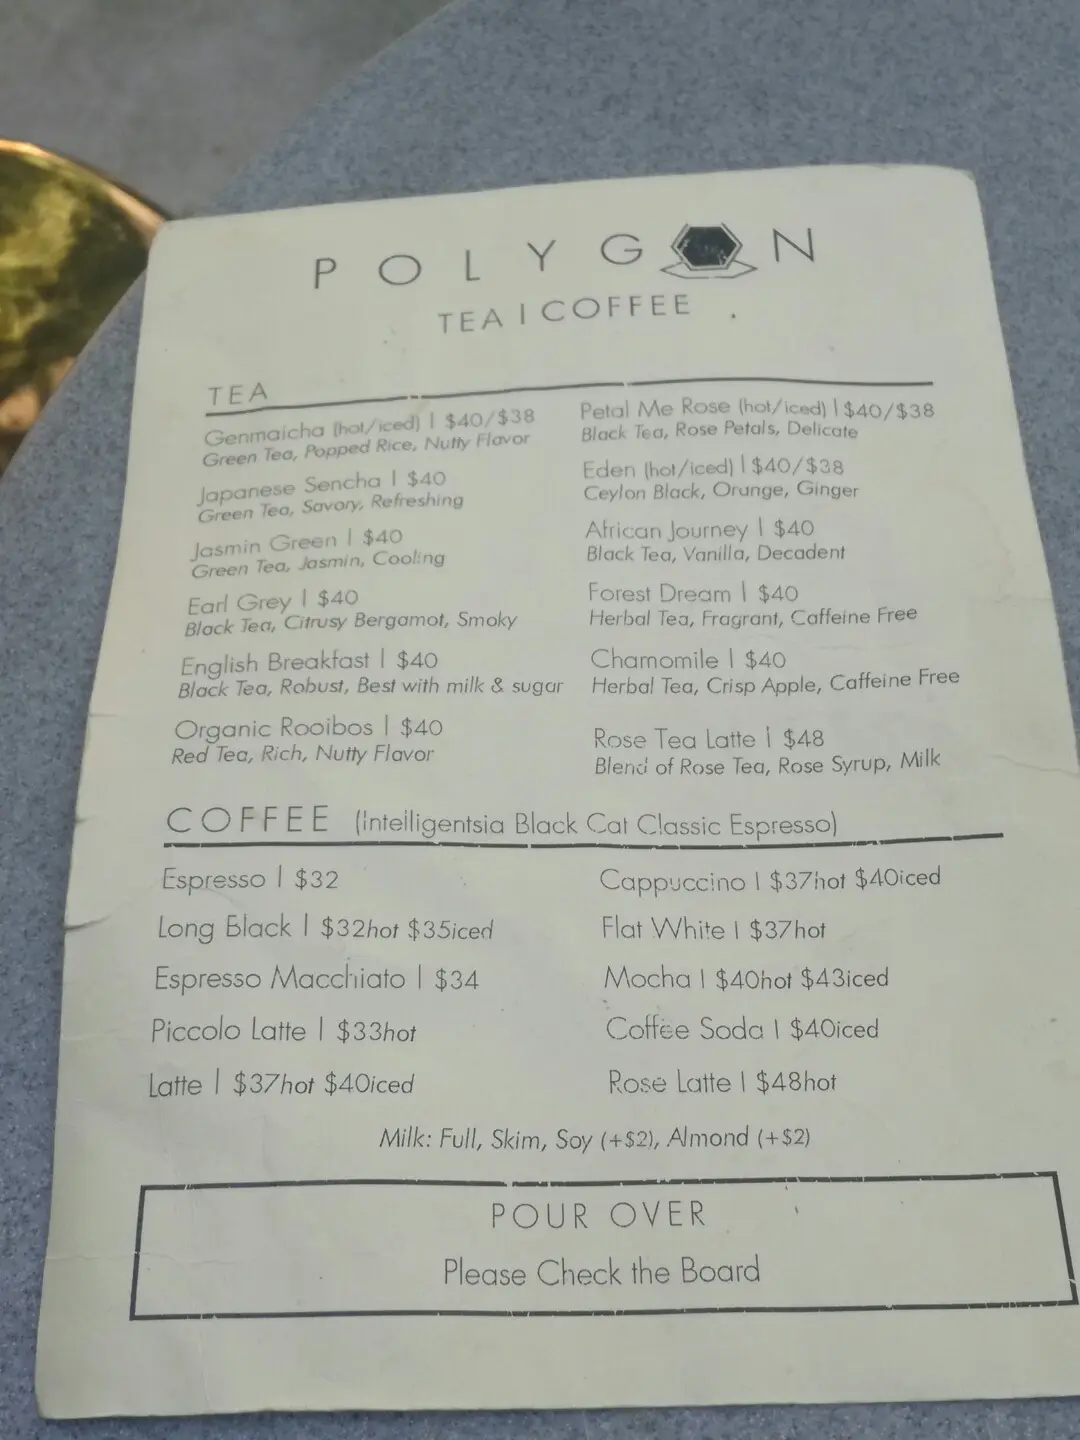 POLYGON
TEA | COFFEE
TEA
Genmaicha (hot/iced) | $40/$38
Green Tea, Popped Rice, Nutty Flavor
Japanese Sencha | $40
Green Tea, Savory, Refreshing
Jasmin Green | $40
Green Tea, Jasmin, Cooling
Earl Grey | $40
Black Tea, Citrusy Bergamot, Smoky
English Breakfast | $40
Black Tea, Robust, Best with milk & sugar
Organic Rooibos | $40
Red Tea, Rich, Nutty Flavor
Petal Me Rose (hot/iced) | $40/$38
Black Tea, Rose Petals, Delicate
Eden (hot/iced) | $40/$38
Ceylon Black, Orunge, Ginger
African Journey | $40
Black Tea, Vanilla, Decadent
Forest Dream | $40
Herbal Tea, Fragrant, Caffeine Free
Chamomile | $40
Herbal Tea, Crisp Apple, Caffeine Free
Rose Tea Latte | $48
Blend of Rose Tea, Rose Syrup, Milk
COFFEE (Intelligentsia Black Cat Classic Espresso)
Espresso | $32
Long Black | $32hot $35iced
Espresso Macchiato | $34
Piccolo Latte | $33hot
Latte | $37hot $40iced
Cappuccino | $37hot $40iced
Flat White | $37hot
Mocha | $40hot $43iced
Coffee Soda | $40iced
Rose Latte | $48hot
Milk: Full, Skim, Soy (+$2), Almond (+$2)
POUR OVER
Please Check the Board